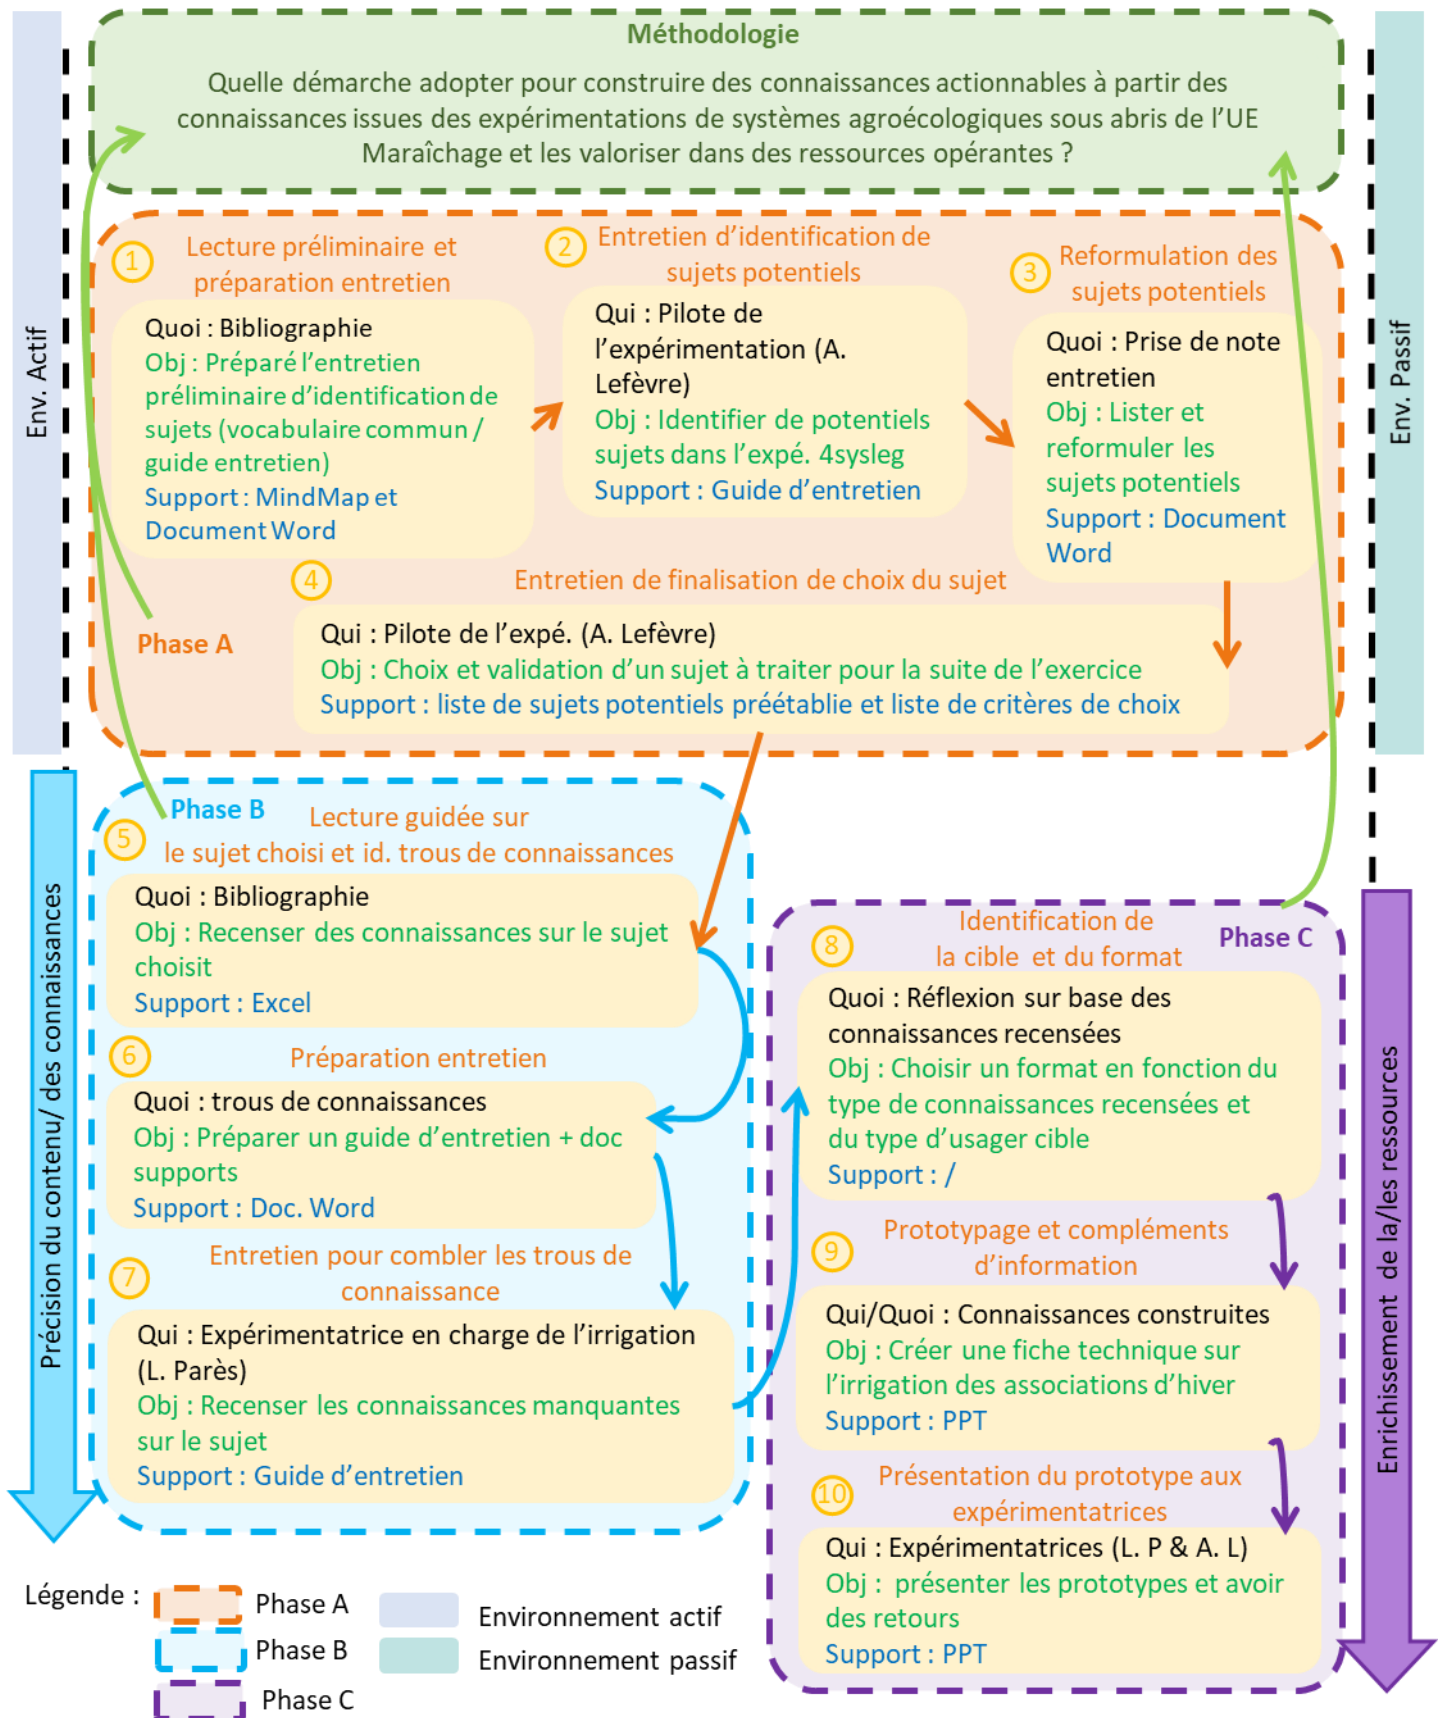 Méthodologie
Quelle démarche adopter pour construire des connaissances actionnables à partir des
connaissances issues des expérimentations de systèmes agroécologiques sous abris de l'UE
Maraîchage et les valoriser dans des ressources opérantes ?
Env. Actif
Env. Passif
1
Lecture préliminaire et
préparation entretien
Quoi : Bibliographie
Obj : Préparé l'entretien
préliminaire d'identification de
sujets (vocabulaire commun /
guide entretien)
Support : MindMap et
Document Word
2
Entretien d'identification de
sujets potentiels
Qui : Pilote de
l'expérimentation (A.
Lefèvre)
Obj : Identifier de potentiels
sujets dans l'expé. 4sysleg
Support : Guide d'entretien
3
Reformulation des
sujets potentiels
Quoi : Prise de note
entretien
Obj : Lister et
reformuler les
sujets potentiels
Support : Document
Word
4
Entretien de finalisation de choix du sujet
Phase A
Qui : Pilote de l'expé. (A. Lefèvre)
Obj : Choix et validation d'un sujet à traiter pour la suite de l'exercice
Support : liste de sujets potentiels préétablie et liste de critères de choix
Précision du contenu/ des connaissances
Phase B
5
Lecture guidée sur
le sujet choisi et id. trous de connaissances
Quoi : Bibliographie
Obj : Recenser des connaissances sur le sujet
choisit
Support : Excel
6
Préparation entretien
Quoi : trous de connaissances
Obj : Préparer un guide d'entretien + doc
supports
Support : Doc. Word
7
Entretien pour combler les trous de
connaissance
Qui : Expérimentatrice en charge de l'irrigation
(L. Parès)
Obj : Recenser les connaissances manquantes
sur le sujet
Support : Guide d'entretien
Phase C
8
Identification de
la cible et du format
Quoi : Réflexion sur base des
connaissances recensées
Obj : Choisir un format en fonction du
type de connaissances recensées et
du type d'usager cible
Support : /
9
Prototypage et compléments
d'information
Qui/Quoi : Connaissances construites
Obj : Créer une fiche technique sur
l'irrigation des associations d'hiver
Support : PPT
10
Présentation du prototype aux
expérimentatrices
Qui : Expérimentatrices (L. P & A. L)
Obj : présenter les prototypes et avoir
des retours
Support : PPT
Enrichissement de la/les ressources
Légende :
Phase A
Phase B
Phase C
Environnement actif
Environnement passif